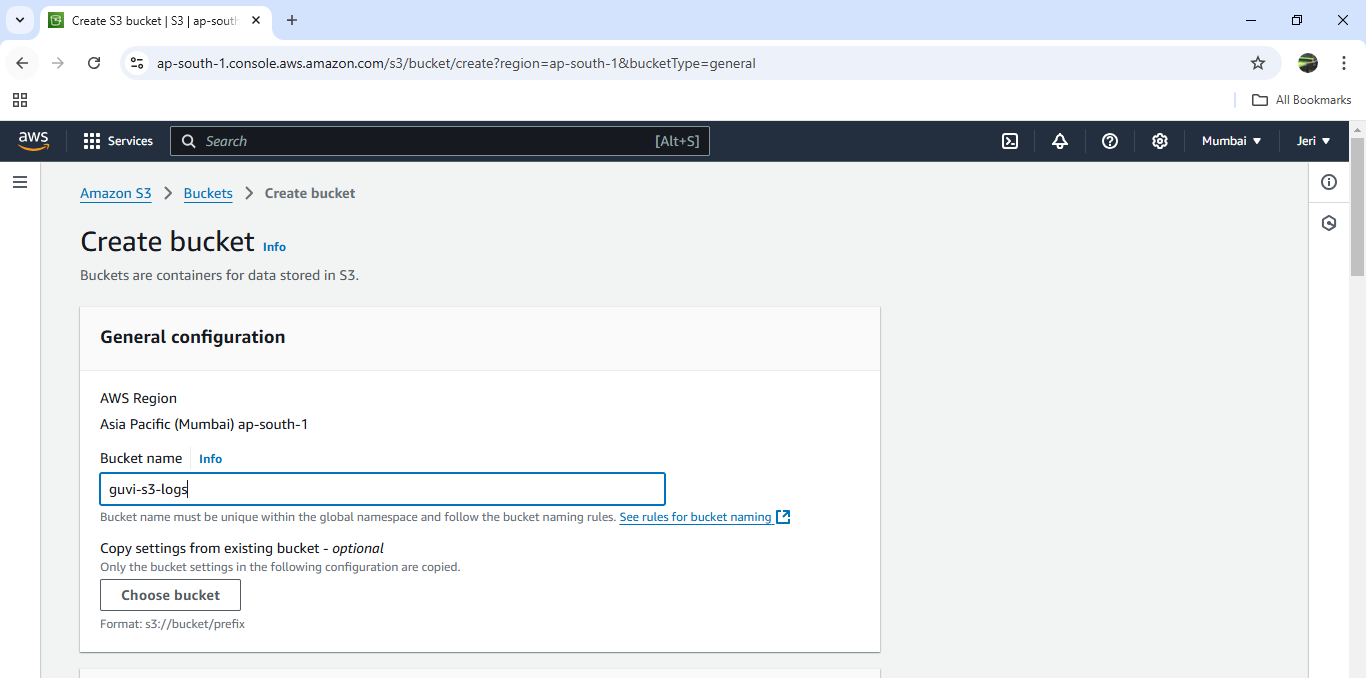 Create S3 bucket | S3 | ap-south
ap-south-1.console.aws.amazon.com/s3/bucket/create?region=ap-south-1&bucketType=general
All Bookmarks
aws Services Search [Alt+S] Mumbai Jeri
Amazon S3 Buckets Create bucket
Create bucket Info
Buckets are containers for data stored in S3.
General configuration
AWS Region
Asia Pacific (Mumbai) ap-south-1
Bucket name Info
guvi-s3-logs
Bucket name must be unique within the global namespace and follow the bucket naming rules. See rules for bucket naming
Copy settings from existing bucket - optional
Only the bucket settings in the following configuration are copied.
Choose bucket
Format: s3://bucket/prefix